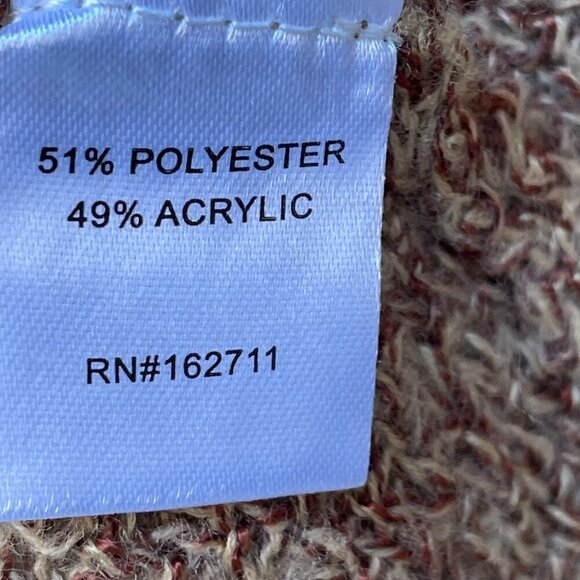 51% POLYESTER
49% ACRYLIC
RN#162711